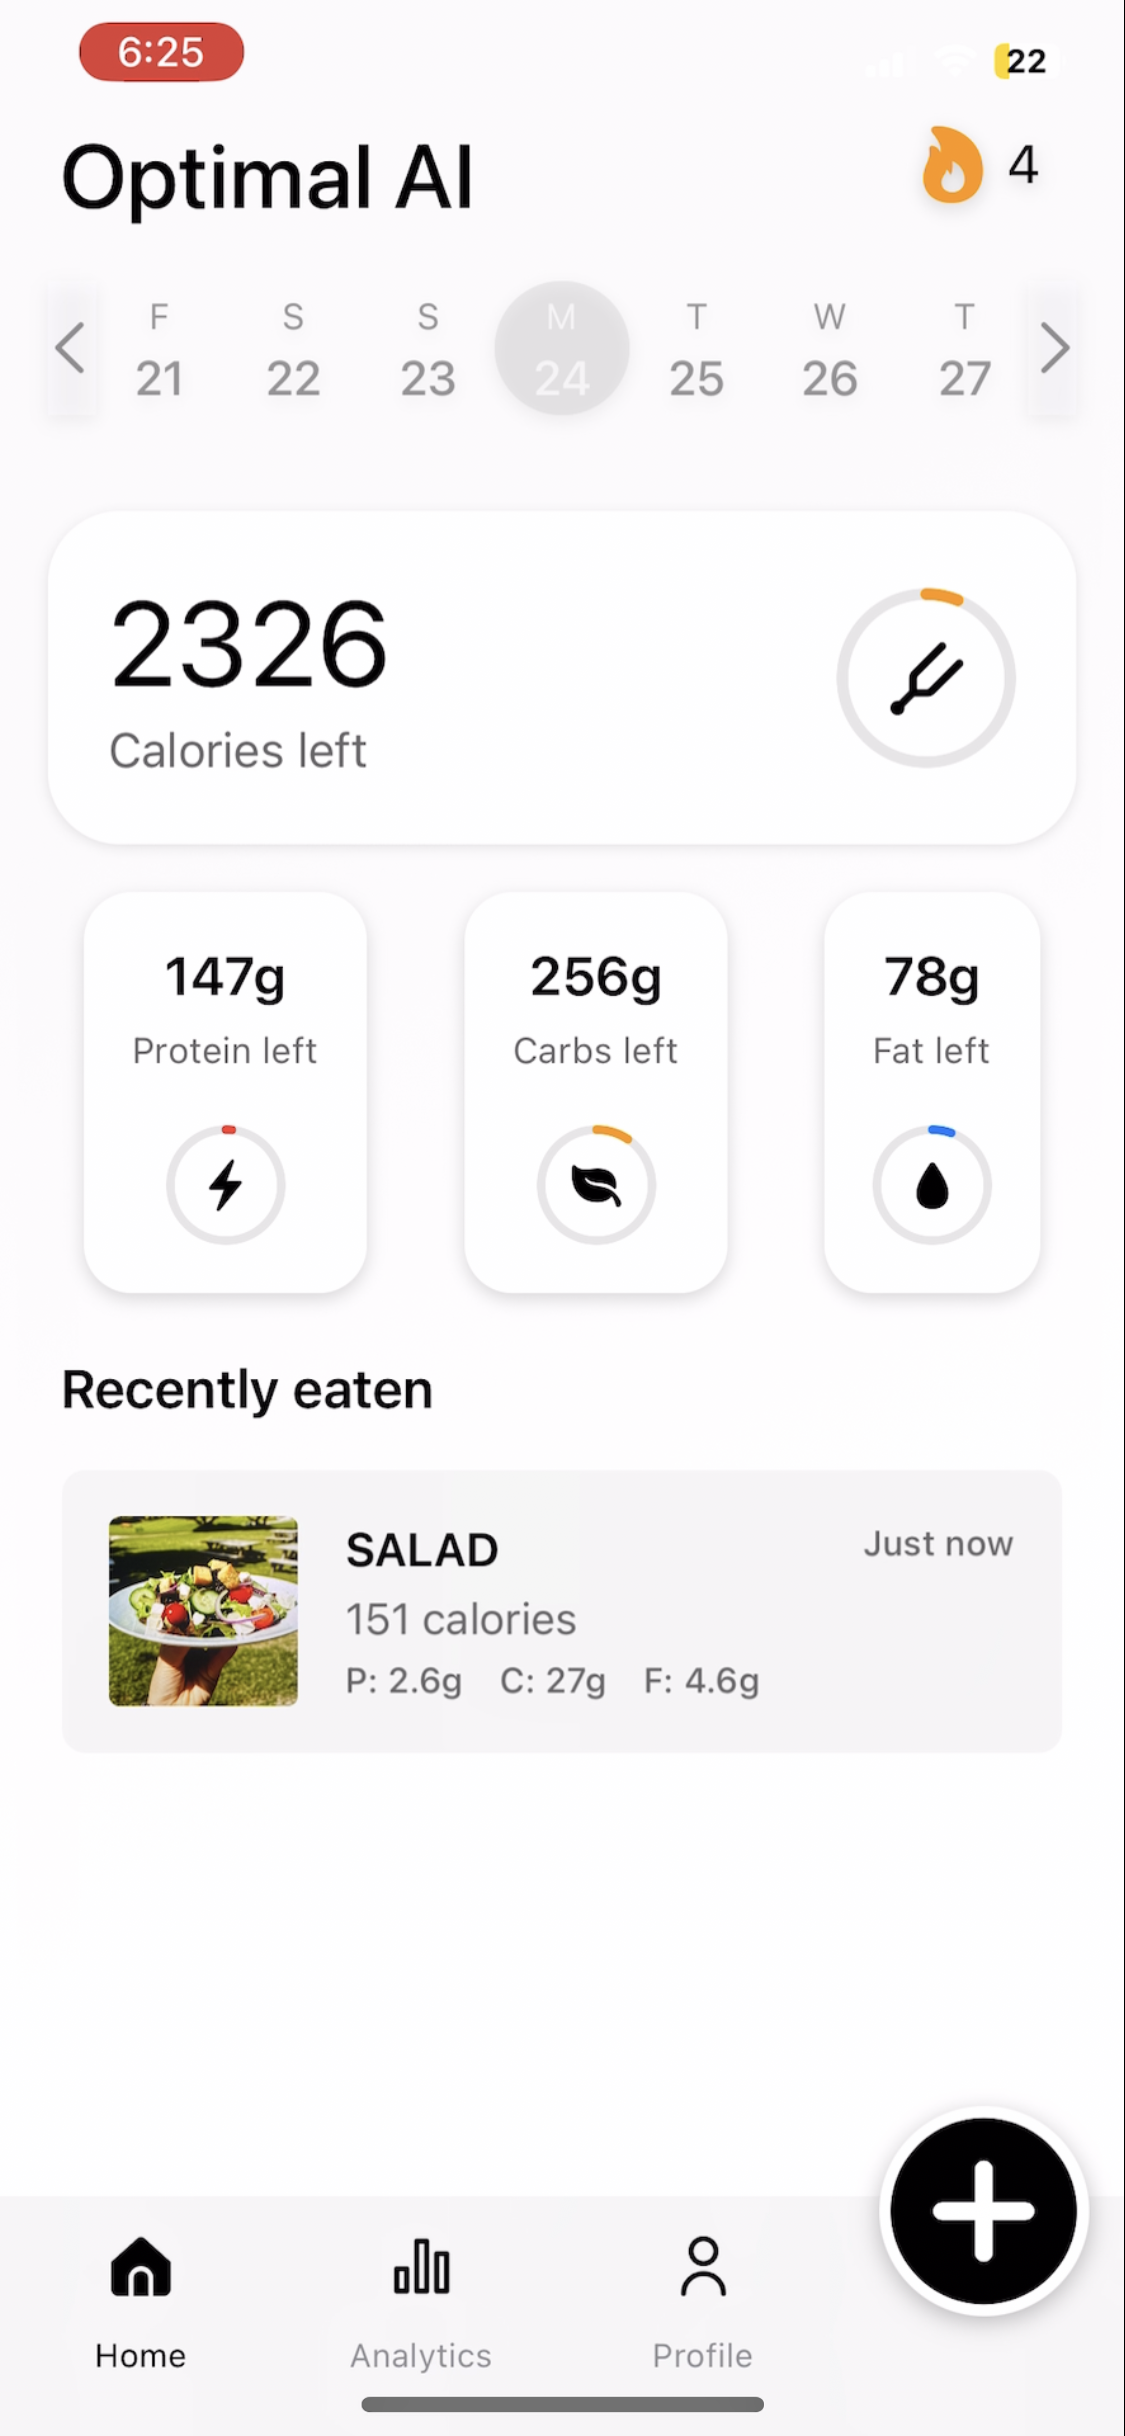 6:25
22
Optimal AI
4
F S S M T W T
21 22 23 24 25 26 27
2326
Calories left
147g 256g 78g
Protein left Carbs left Fat left
Recently eaten
SALAD Just now
151 calories
P: 2.6g C: 27g F: 4.6g
Home Analytics Profile